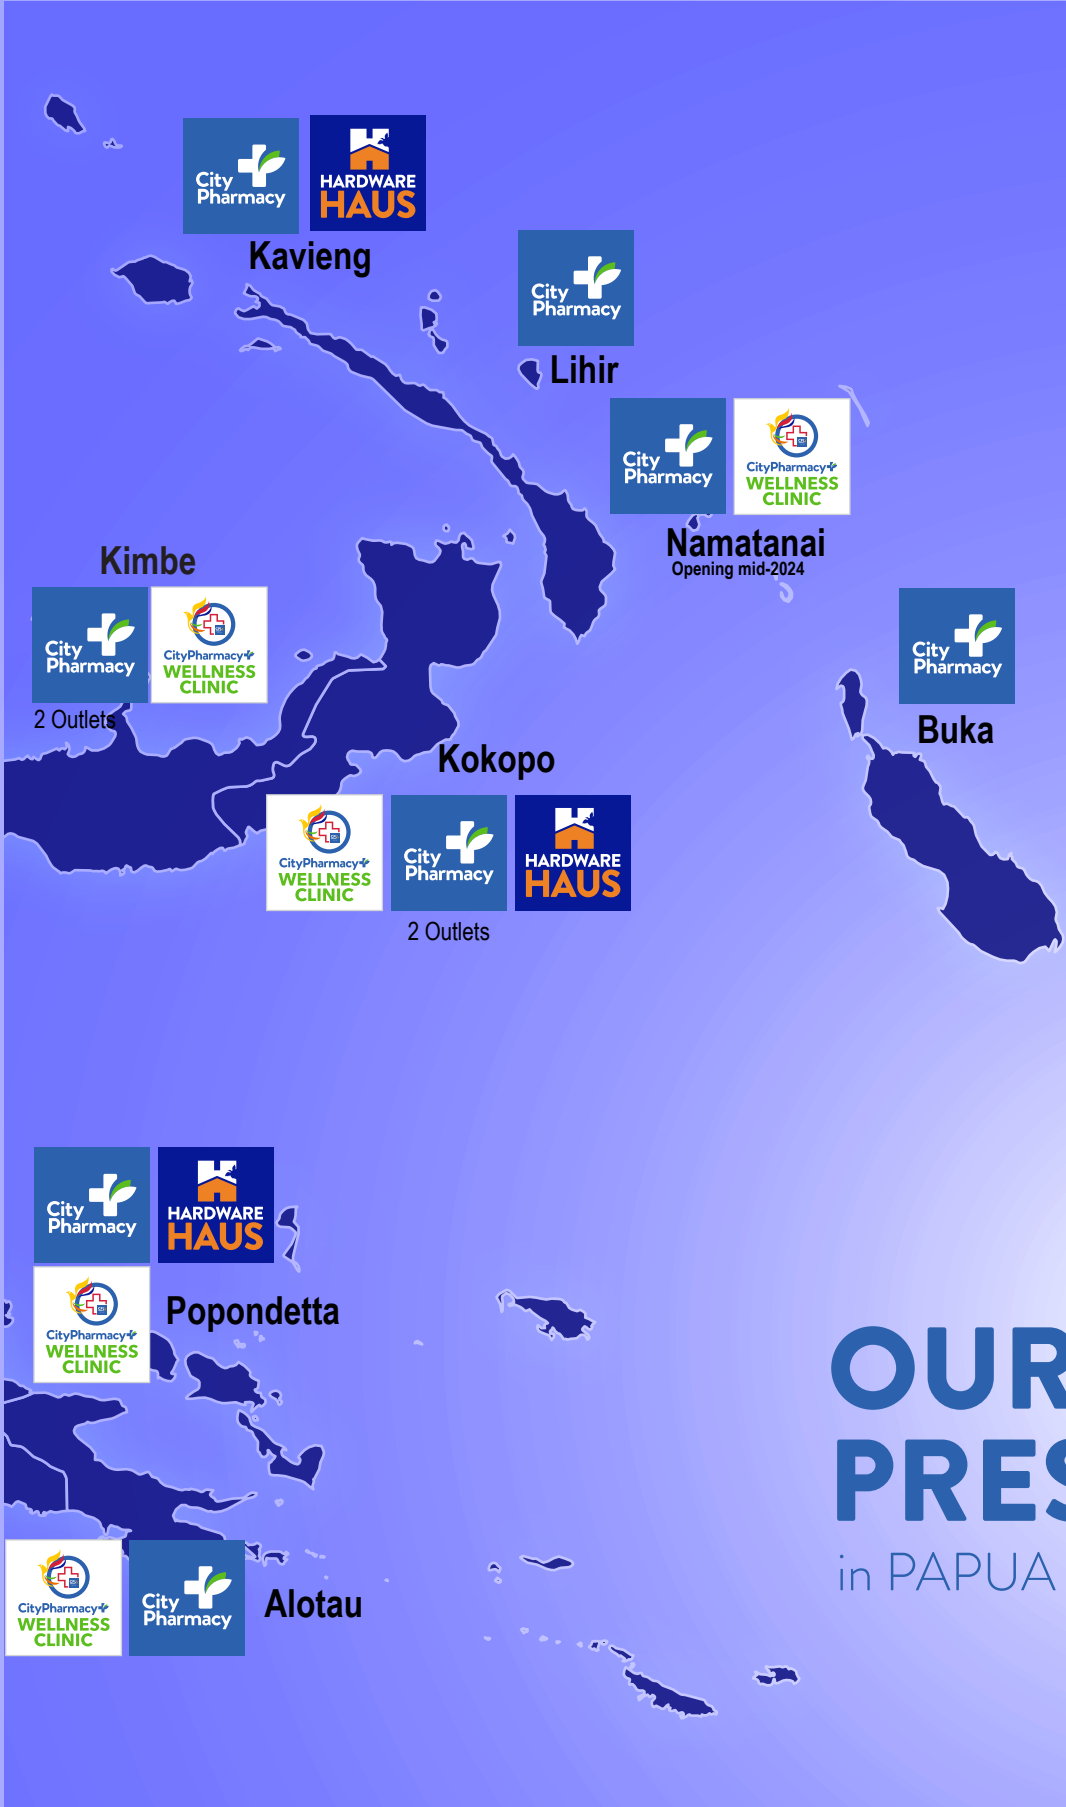 City
Pharmacy
HARDWARE
HAUS
Kavieng
City
Pharmacy
Lihir
City
Pharmacy
CityPharmacy
WELLNESS
CLINIC
Namatanai
Opening mid-2024
Kimbe
City
Pharmacy
CityPharmacy
WELLNESS
CLINIC
2 Outlets
City
Pharmacy
Buka
Kokopo
CityPharmacy
WELLNESS
CLINIC
City
Pharmacy
HARDWARE
HAUS
2 Outlets
City
Pharmacy
HARDWARE
HAUS
CityPharmacy
WELLNESS
CLINIC
Popondetta
OUR
PRES
in PAPUA
CityPharmacy
WELLNESS
CLINIC
City
Pharmacy
Alotau